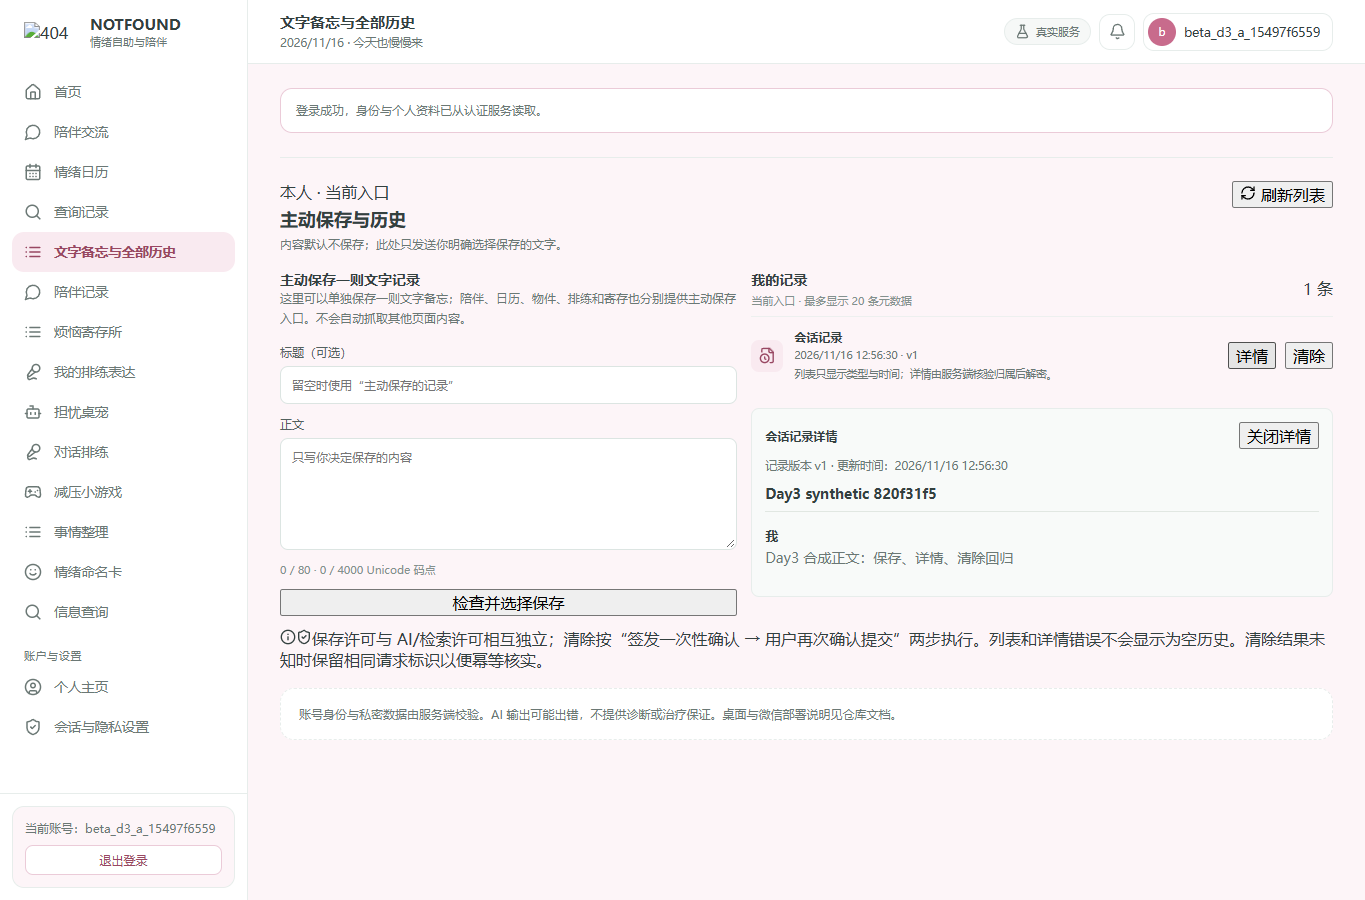 404
NOTFOUND
情绪自助与陪伴
首页
陪伴交流
情绪日历
查询记录
文字备忘与全部历史
陪伴记录
烦恼寄存所
我的排练表达
担忧桌宠
对话排练
减压小游戏
事情整理
情绪命名卡
信息查询
账户与设置
个人主页
会话与隐私设置
当前账号：beta_d3_a_15497f6559
退出登录
文字备忘与全部历史
2026/11/16 · 今天也慢慢来
真实服务
b
beta_d3_a_15497f6559
登录成功，身份与个人资料已从认证服务读取。
本人 · 当前入口
主动保存与历史
内容默认不保存；此处只发送你明确选择保存的文字。
刷新列表
主动保存一则文字记录
这里可以单独保存一则文字备忘；陪伴、日历、物件、排练和寄存也分别提供主动保存
入口。不会自动抓取其他页面内容。
标题（可选）
留空时使用“主动保存的记录”
正文
只写你决定保存的内容
0 / 80 · 0 / 4000 Unicode 码点
检查并选择保存
我的记录
当前入口 · 最多显示 20 条元数据
1 条
会话记录
2026/11/16 12:56:30 · v1
列表只显示类型与时间；详情由服务端核验归属后解密。
详情
清除
会话记录详情
关闭详情
记录版本 v1 · 更新时间：2026/11/16 12:56:30
Day3 synthetic 820f31f5
我
Day3 合成正文：保存、详情、清除回归
保存许可与 AI/检索许可相互独立；清除按“签发一次性确认 → 用户再次确认提交”两步执行。列表和详情错误不会显示为空历史。清除结果未
知时保留相同请求标识以便幂等核实。
账号身份与私密数据由服务端校验。AI 输出可能出错，不提供诊断或治疗保证。桌面与微信部署说明见仓库文档。